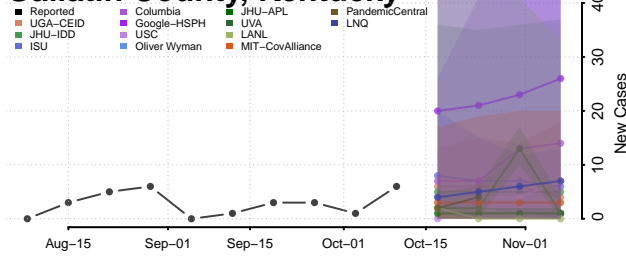 County, Kentucky
Reported Columbia JHU−APL PandemicCentral
UGA−CEID Google−HSPH UVA LNQ
JHU−IDD USC LANL
ISU Oliver Wyman MIT−CovAlliance
40
30
20
10
0
New Cases
Aug−15 Sep−01 Sep−15 Oct−01 Oct−15 Nov−01